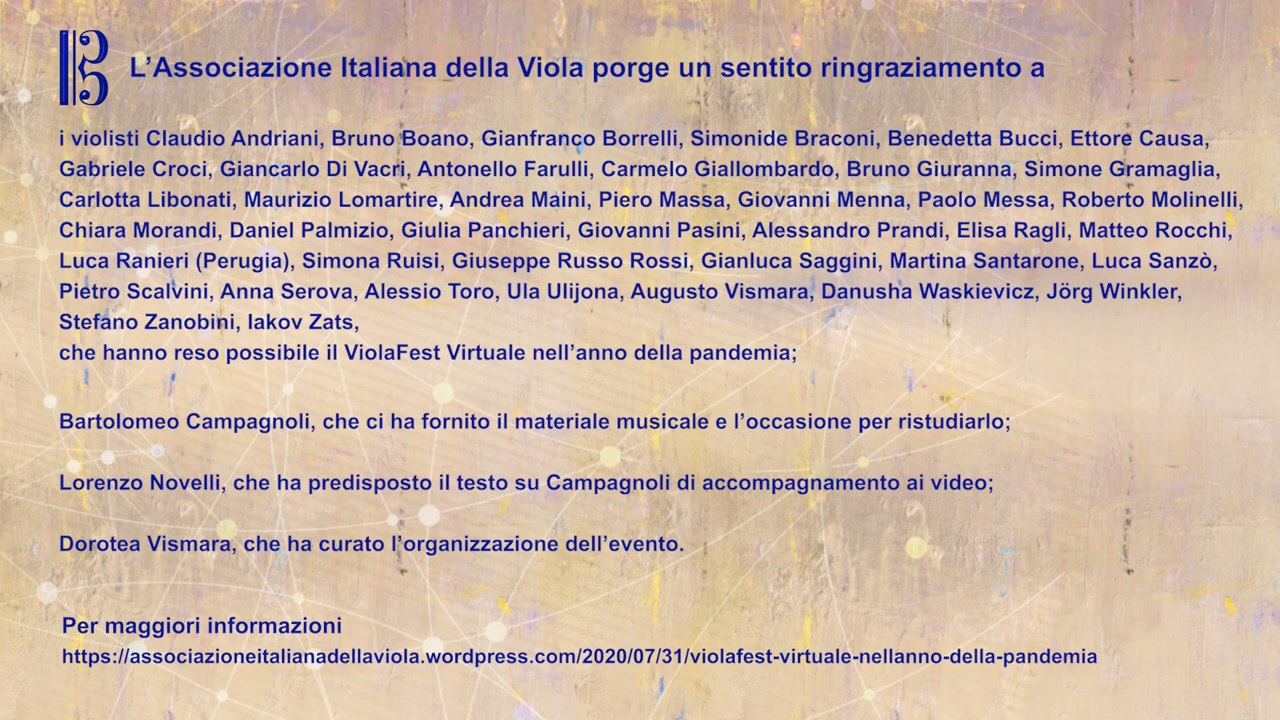 L’Associazione Italiana della Viola porge un sentito ringraziamento a
i violisti Claudio Andriani, Bruno Boano, Gianfranco Borrelli, Simonide Braconi, Benedetta Bucci, Ettore Causa,
Gabriele Croci, Giancarlo Di Vacri, Antonello Farulli, Carmelo Giallombardo, Bruno Giuranna, Simone Gramaglia,
Carlotta Libonati, Maurizio Lomartire, Andrea Maini, Piero Massa, Giovanni Menna, Paolo Messa, Roberto Molinelli,
Chiara Morandi, Daniel Palmizio, Giulia Panchieri, Giovanni Pasini, Alessandro Prandi, Elisa Ragli, Matteo Rocchi,
Luca Ranieri (Perugia), Simona Ruisi, Giuseppe Russo Rossi, Gianluca Saggini, Martina Santarone, Luca Sanzò,
Pietro Scalvini, Anna Serova, Alessio Toro, Ula Ulijona, Augusto Vismara, Danusha Waskievicz, Jörg Winkler,
Stefano Zanobini, Iakov Zats,
che hanno reso possibile il ViolaFest Virtuale nell’anno della pandemia;
Bartolomeo Campagnoli, che ci ha fornito il materiale musicale e l’occasione per ristudiarlo;
Lorenzo Novelli, che ha predisposto il testo su Campagnoli di accompagnamento ai video;
Dorotea Vismara, che ha curato l’organizzazione dell’evento.
Per maggiori informazioni
https://associazioneitalianadellaviola.wordpress.com/2020/07/31/violafest-virtuale-nellanno-della-pandemia